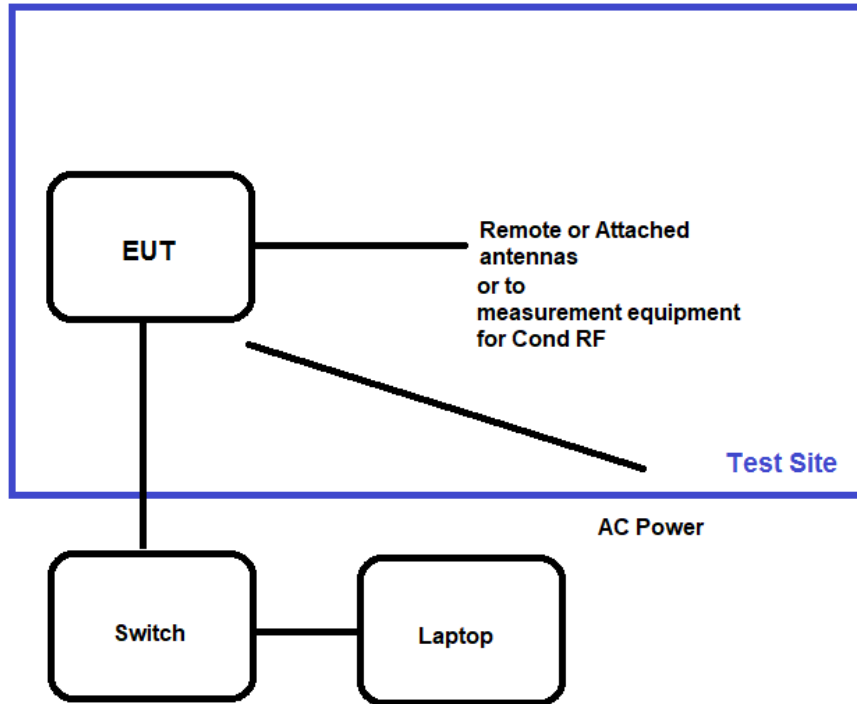 EUT
Remote or Attached
antennas
or to
measurement equipment
for Cond RF
Test Site
AC Power
Switch
Laptop